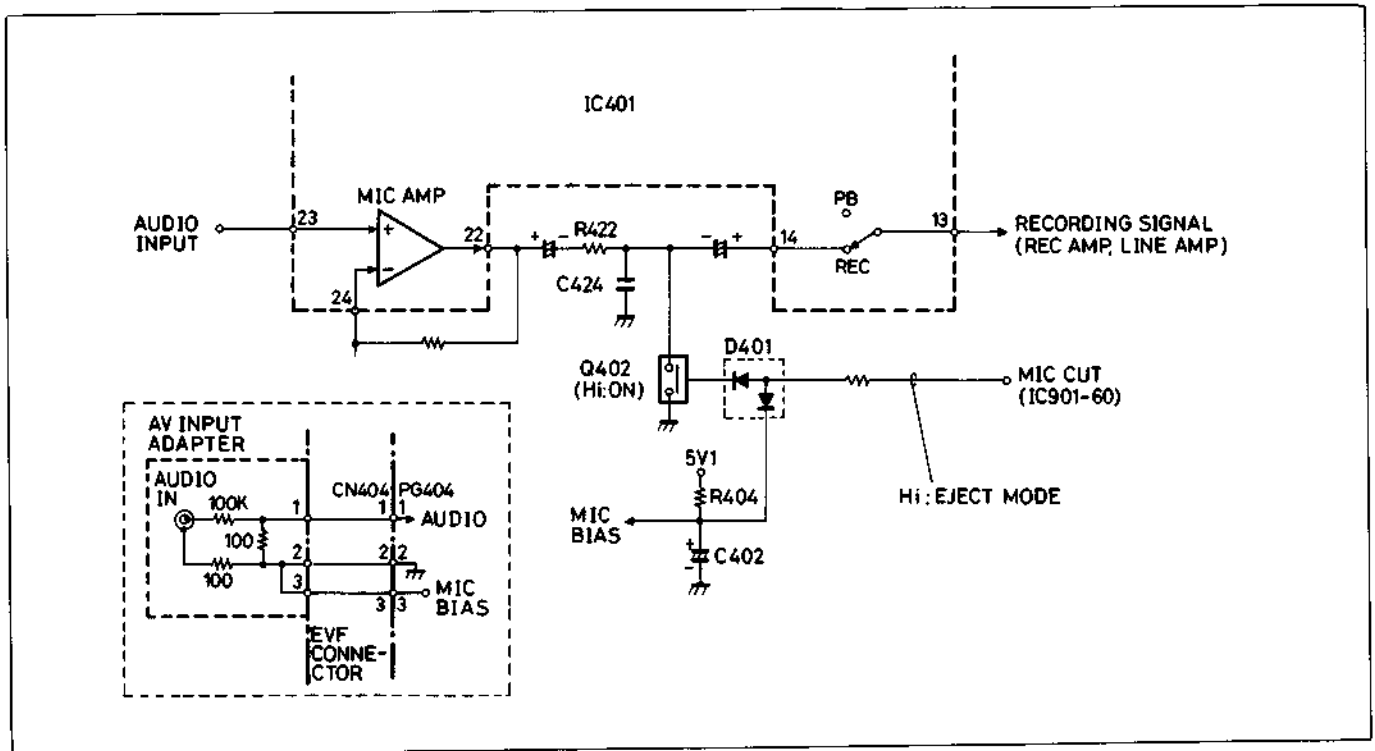 IC401
MIC AMP
PB
AUDIO
INPUT
23
+
-
22
24
+
-
R422
C424
-
+
14
REC
13
RECORDING SIGNAL
(REC AMP, LINE AMP)
Q402
(Hi:ON)
D401
MIC CUT
(IC901-60)
5V1
R404
MIC
BIAS
+
-
C402
Hi:EJECT MODE
AV INPUT
ADAPTER
AUDIO
IN
100K
100
100
1
2
3
CN404
PG404
1
1
AUDIO
2
2
3
3
MIC
BIAS
EVF
CONNE-
CTOR